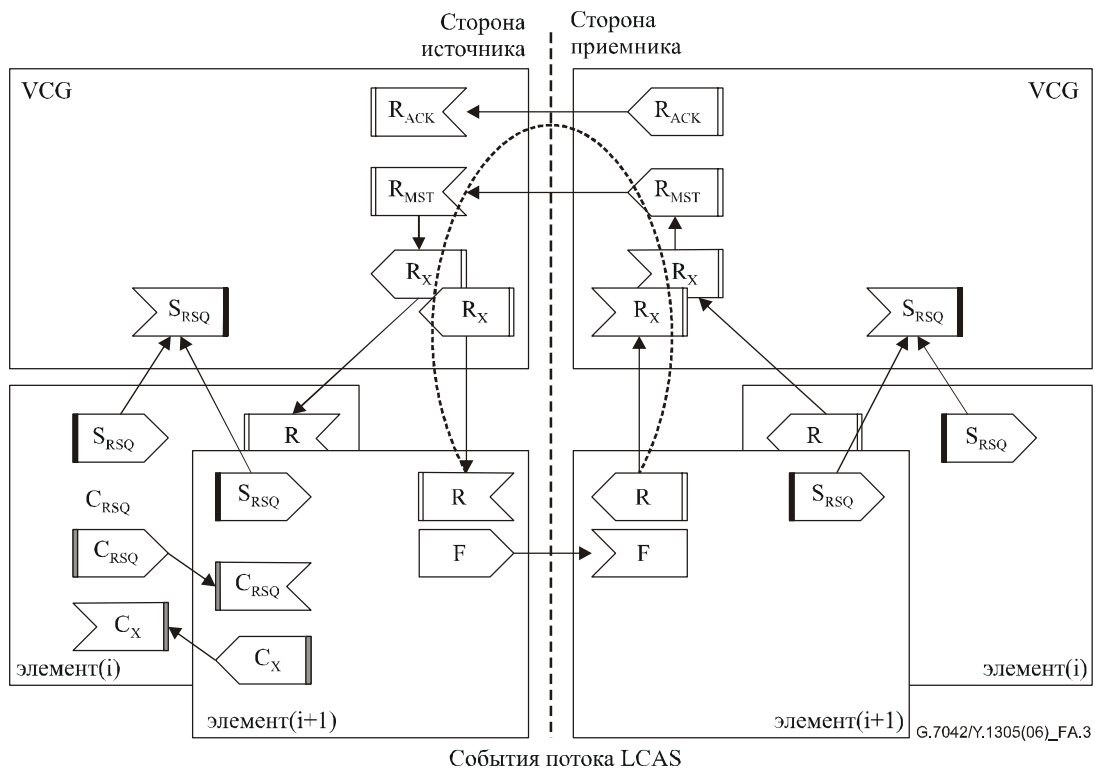 Сторона
источника
Сторона
приемника
VCG
VCG
R_ACK
R_ACK
R_MST
R_MST
R_X
R_X
R_X
R_X
S_RSQ
S_RSQ
S_RSQ
R
R
S_RSQ
S_RSQ
R
R
S_RSQ
C_RSQ
C_RSQ
F
F
C_RSQ
C_X
C_X
элемент(i)
элемент(i)
элемент(i+1)
элемент(i+1)
G.7042/Y.1305(06)_FA.3
События потока LCAS